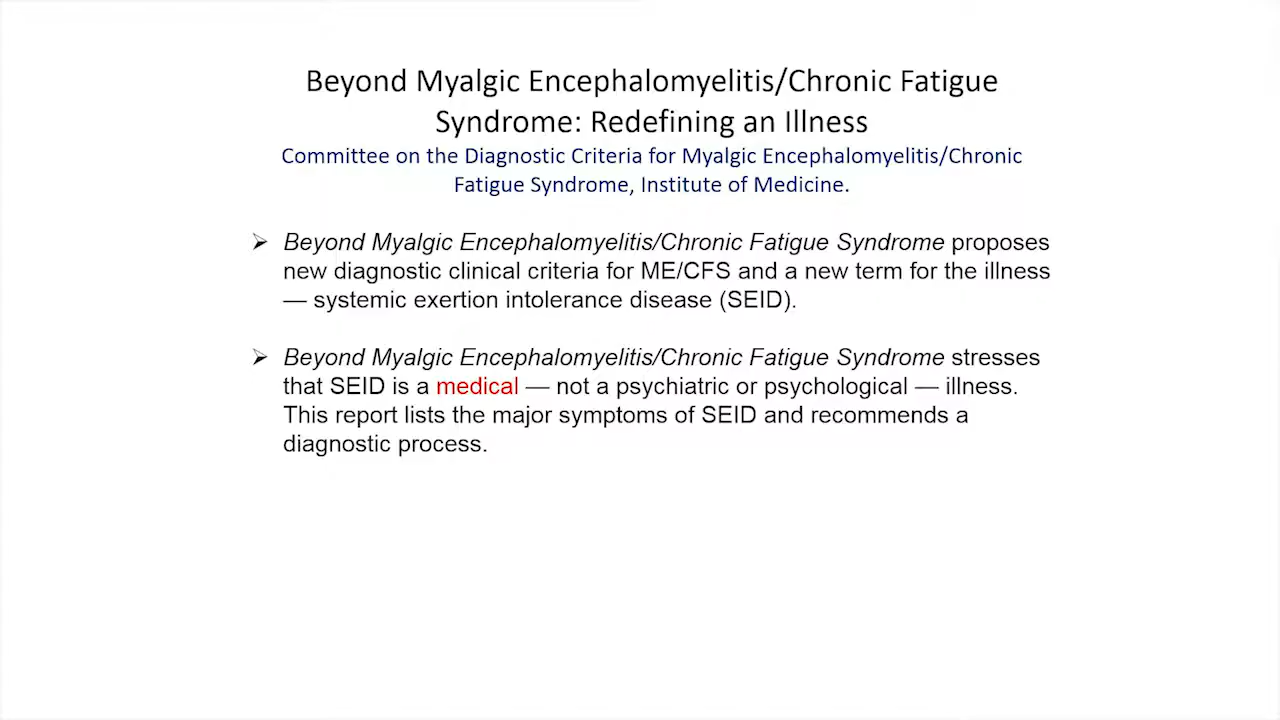 Beyond Myalgic Encephalomyelitis/Chronic Fatigue
Syndrome: Redefining an Illness
Committee on the Diagnostic Criteria for Myalgic Encephalomyelitis/Chronic
Fatigue Syndrome, Institute of Medicine.
➢ Beyond Myalgic Encephalomyelitis/Chronic Fatigue Syndrome proposes
new diagnostic clinical criteria for ME/CFS and a new term for the illness
— systemic exertion intolerance disease (SEID).
➢ Beyond Myalgic Encephalomyelitis/Chronic Fatigue Syndrome stresses
that SEID is a medical — not a psychiatric or psychological — illness.
This report lists the major symptoms of SEID and recommends a
diagnostic process.